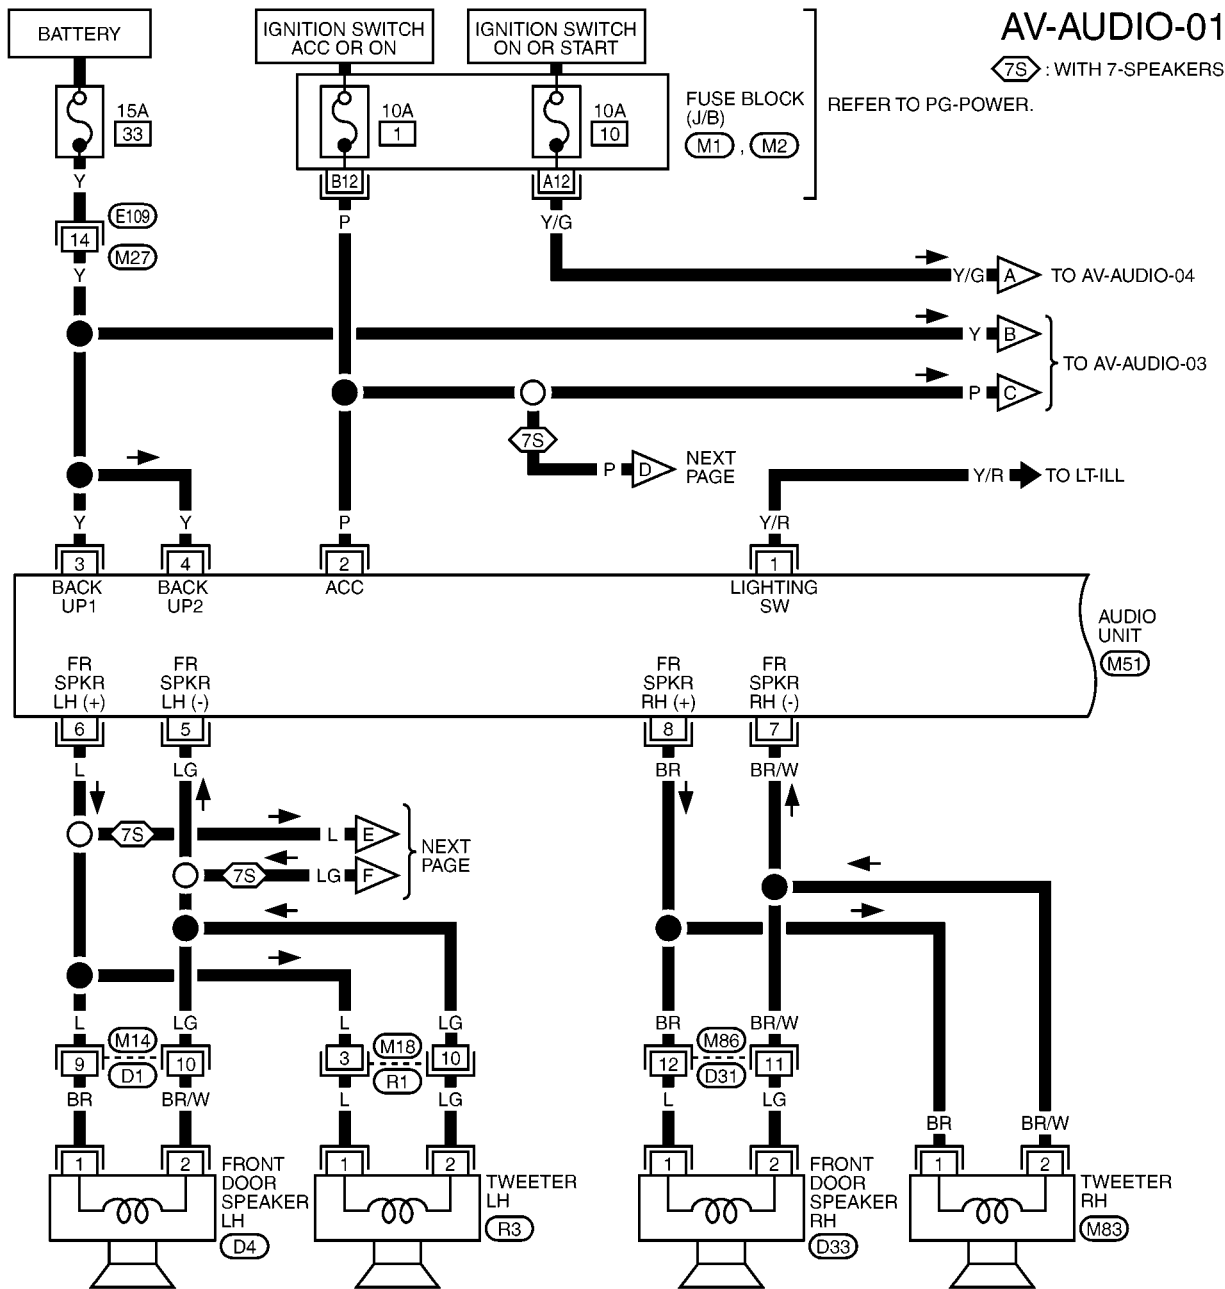 AV-AUDIO-01
7S : WITH 7-SPEAKERS
BATTERY
IGNITION SWITCH
ACC OR ON
IGNITION SWITCH
ON OR START
15A
33
10A
1
10A
10
FUSE BLOCK
(J/B)
M1 , M2
REFER TO PG-POWER.
B12
A12
Y
P
Y/G
E109
14
M27
Y
Y/G A TO AV-AUDIO-04
Y B
TO AV-AUDIO-03
P C
7S
P D NEXT
PAGE
Y/R TO LT-ILL
Y
Y
P
Y/R
3
4
2
1
BACK
UP1
BACK
UP2
ACC
LIGHTING
SW
AUDIO
UNIT
M51
FR
SPKR
LH (+)
FR
SPKR
LH (-)
FR
SPKR
RH (+)
FR
SPKR
RH (-)
6
5
8
7
L
LG
BR
BR/W
7S L E
7S LG F
NEXT
PAGE
L
LG
L
LG
BR
BR/W
M14
D1
M18
R1
M86
D31
9
10
3
10
12
11
BR
BR/W
L
LG
L
LG
BR
BR/W
1
2
1
2
1
2
1
2
FRONT
DOOR
SPEAKER
LH
D4
TWEETER
LH
R3
FRONT
DOOR
SPEAKER
RH
D33
TWEETER
RH
M83